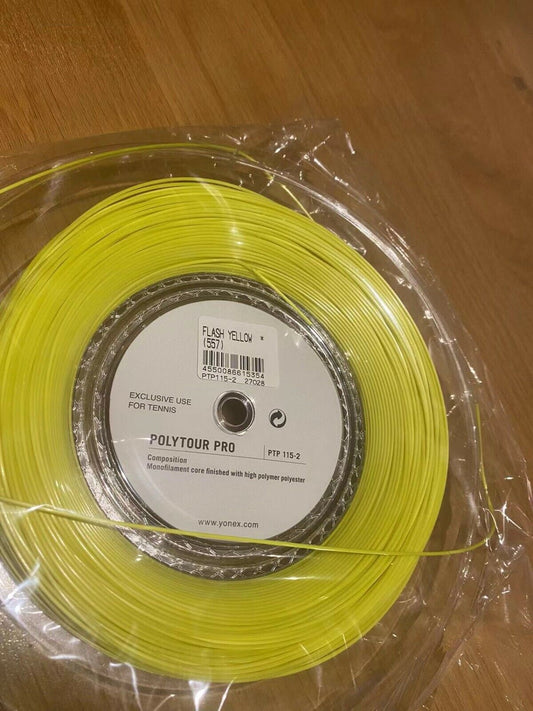 FLASH YELLOW *
(557)
4550086615354
PTP115-2 27028
EXCLUSIVE USE
FOR TENNIS
POLYTOUR PRO
PTP 115-2
Composition
Monofilament core finished with high polymer polyester
www.yonex.com